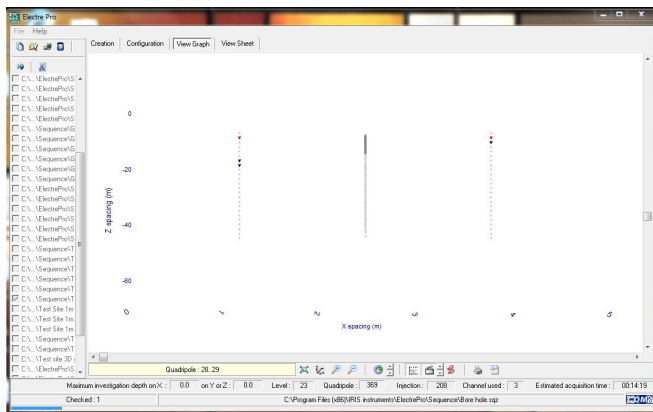 Electre Pro
File Help
Creation Configuration View Graph View Sheet
C:\...\ElectrePro\S
C:\...\ElectrePro\S
C:\...\ElectrePro\S
C:\...\ElectrePro\S
C:\...\ElectrePro\S
C:\...\Sequence\G
C:\...\Sequence\G
C:\...\Sequence\G
C:\...\Sequence\G
C:\...\Sequence\G
C:\...\Sequence\G
C:\...\ElectrePro\S
C:\...\ElectrePro\S
C:\...\ElectrePro\S
C:\...\ElectrePro\S
C:\...\ElectrePro\S
C:\...\ElectrePro\S
C:\...\Sequence\T
C:\...\Sequence\T
C:\...\Sequence\T
C:\...\Sequence\T
C:\...\Sequence\T
C:\...\Sequence\T
C:\...\Test Site 1m
C:\...\Test Site 1m
C:\...\Test Site 1m
C:\...\Sequence\T
C:\...\Sequence\T
C:\...\Test site 3D
C:\...\ElectrePro\S
0
-20
-40
-60
Z spacing (m)
0 1 2 3 4 5
X spacing (m)
Quadripole : 28..29
Maximum investigation depth on X : 0.0 on Y or Z : 0.0 Level : 23 Quadripole : 369 Injection : 208 Channel used : 3 Estimated acquisition time : 00:14:19
Checked : 1 C:\Program Files (x86)\IRIS instruments\ElectrePro\Sequence\Bore hole.sqz